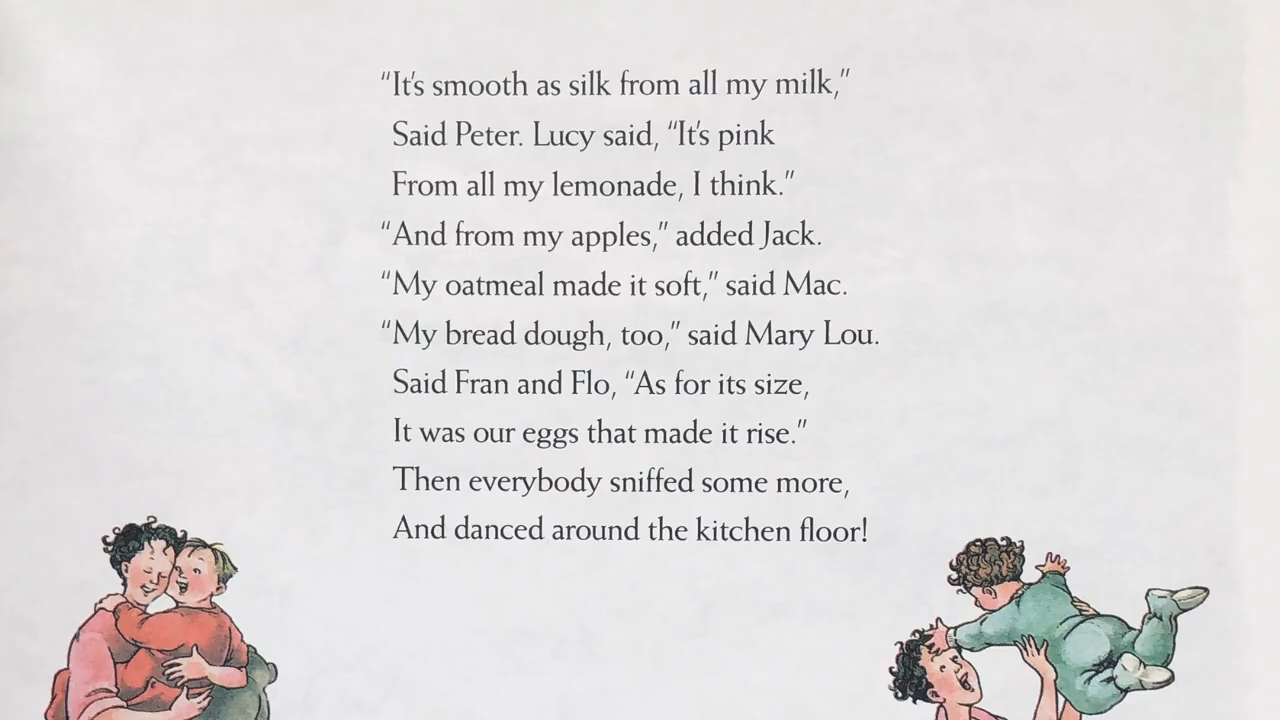 “It's smooth as silk from all my milk,”
Said Peter. Lucy said, “It's pink
From all my lemonade, I think.”
“And from my apples,” added Jack.
“My oatmeal made it soft,” said Mac.
“My bread dough, too,” said Mary Lou.
Said Fran and Flo, “As for its size,
It was our eggs that made it rise.”
Then everybody sniffed some more,
And danced around the kitchen floor!